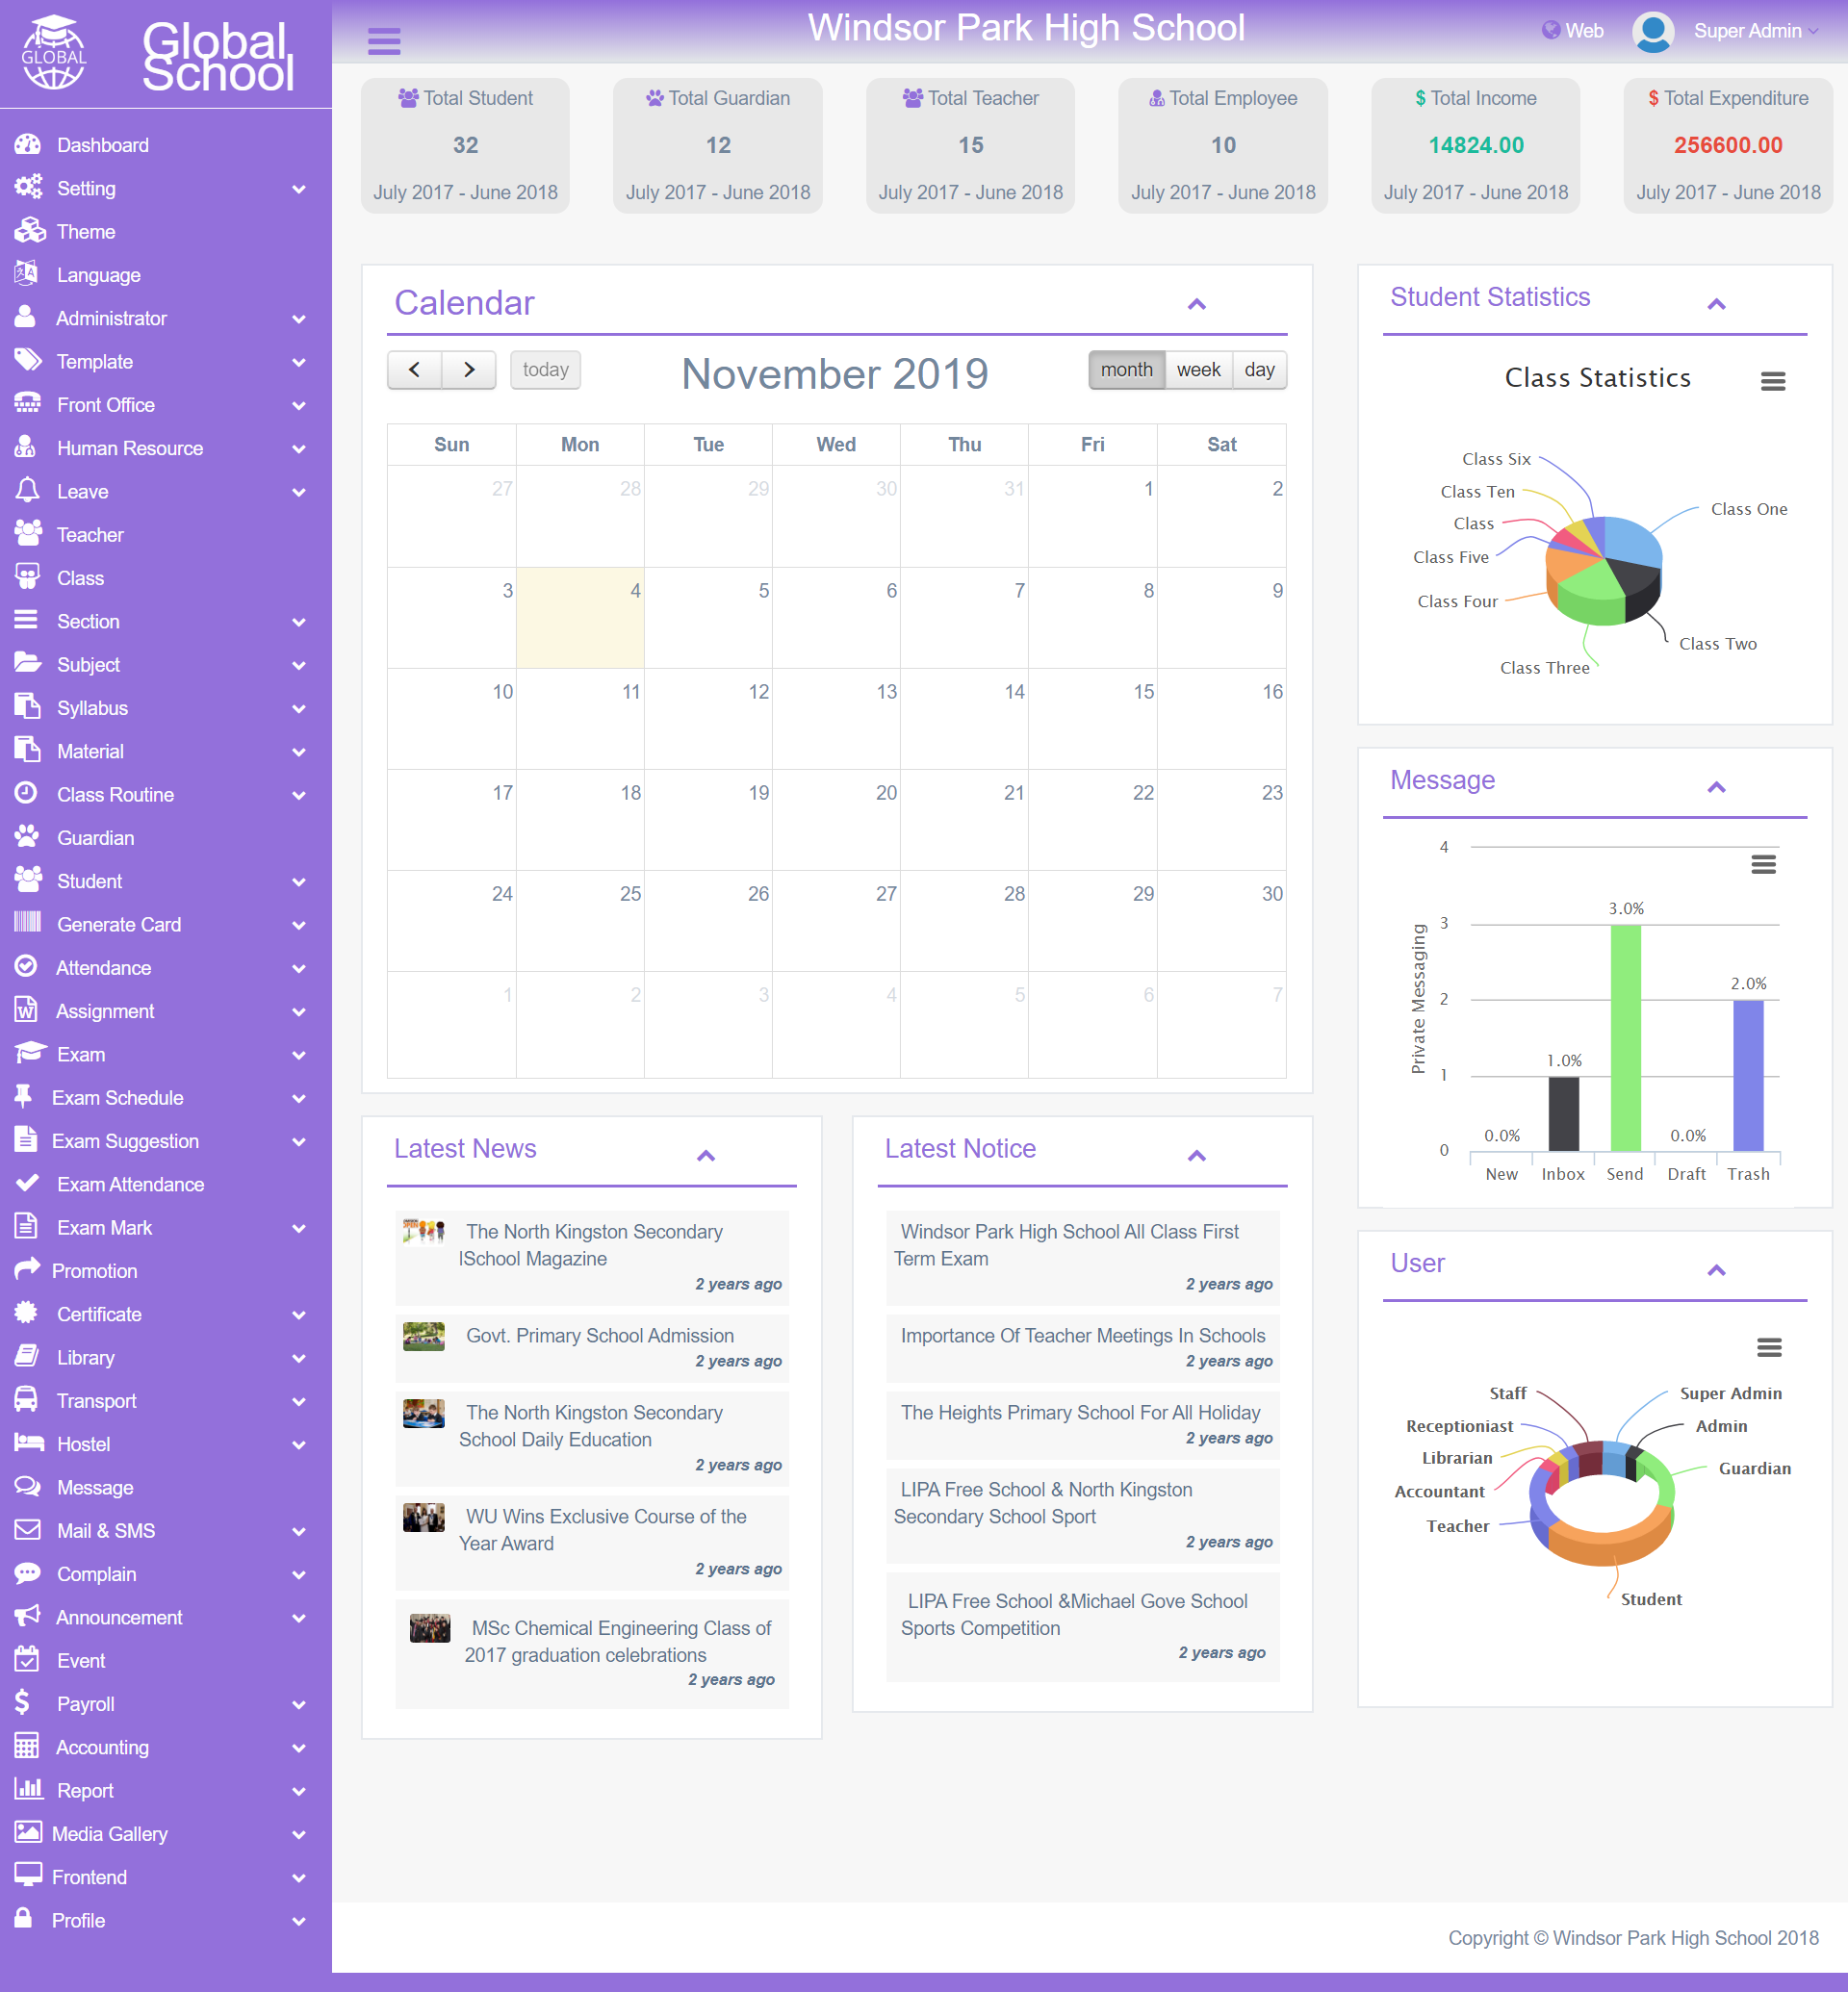 GLOBAL
Global
School
Dashboard
Setting
Theme
Language
Administrator
Template
Front Office
Human Resource
Leave
Teacher
Class
Section
Subject
Syllabus
Material
Class Routine
Guardian
Student
Generate Card
Attendance
Assignment
Exam
Exam Schedule
Exam Suggestion
Exam Attendance
Exam Mark
Promotion
Certificate
Library
Transport
Hostel
Message
Mail & SMS
Complain
Announcement
Event
Payroll
Accounting
Report
Media Gallery
Frontend
Profile
Windsor Park High School
Web
Super Admin
Total Student
32
July 2017 - June 2018
Total Guardian
12
July 2017 - June 2018
Total Teacher
15
July 2017 - June 2018
Total Employee
10
July 2017 - June 2018
$ Total Income
14824.00
July 2017 - June 2018
$ Total Expenditure
256600.00
July 2017 - June 2018
Calendar
today
November 2019
month week day
Sun Mon Tue Wed Thu Fri Sat
27 28 29 30 31 1 2
3 4 5 6 7 8 9
10 11 12 13 14 15 16
17 18 19 20 21 22 23
24 25 26 27 28 29 30
1 2 3 4 5 6 7
Latest News
The North Kingston Secondary
lSchool Magazine
2 years ago
Govt. Primary School Admission
2 years ago
The North Kingston Secondary
School Daily Education
2 years ago
WU Wins Exclusive Course of the
Year Award
2 years ago
MSc Chemical Engineering Class of
2017 graduation celebrations
2 years ago
Latest Notice
Windsor Park High School All Class First
Term Exam
2 years ago
Importance Of Teacher Meetings In Schools
2 years ago
The Heights Primary School For All Holiday
2 years ago
LIPA Free School & North Kingston
Secondary School Sport
2 years ago
LIPA Free School &Michael Gove School
Sports Competition
2 years ago
Student Statistics
Class Statistics
Class Six
Class Ten
Class One
Class
Class Five
Class Four
Class Two
Class Three
Message
Private Messaging
4
3
2
1
0
0.0%
1.0%
3.0%
0.0%
2.0%
New Inbox Send Draft Trash
User
Staff
Super Admin
Receptioniast
Admin
Librarian
Guardian
Accountant
Teacher
Student
Copyright © Windsor Park High School 2018